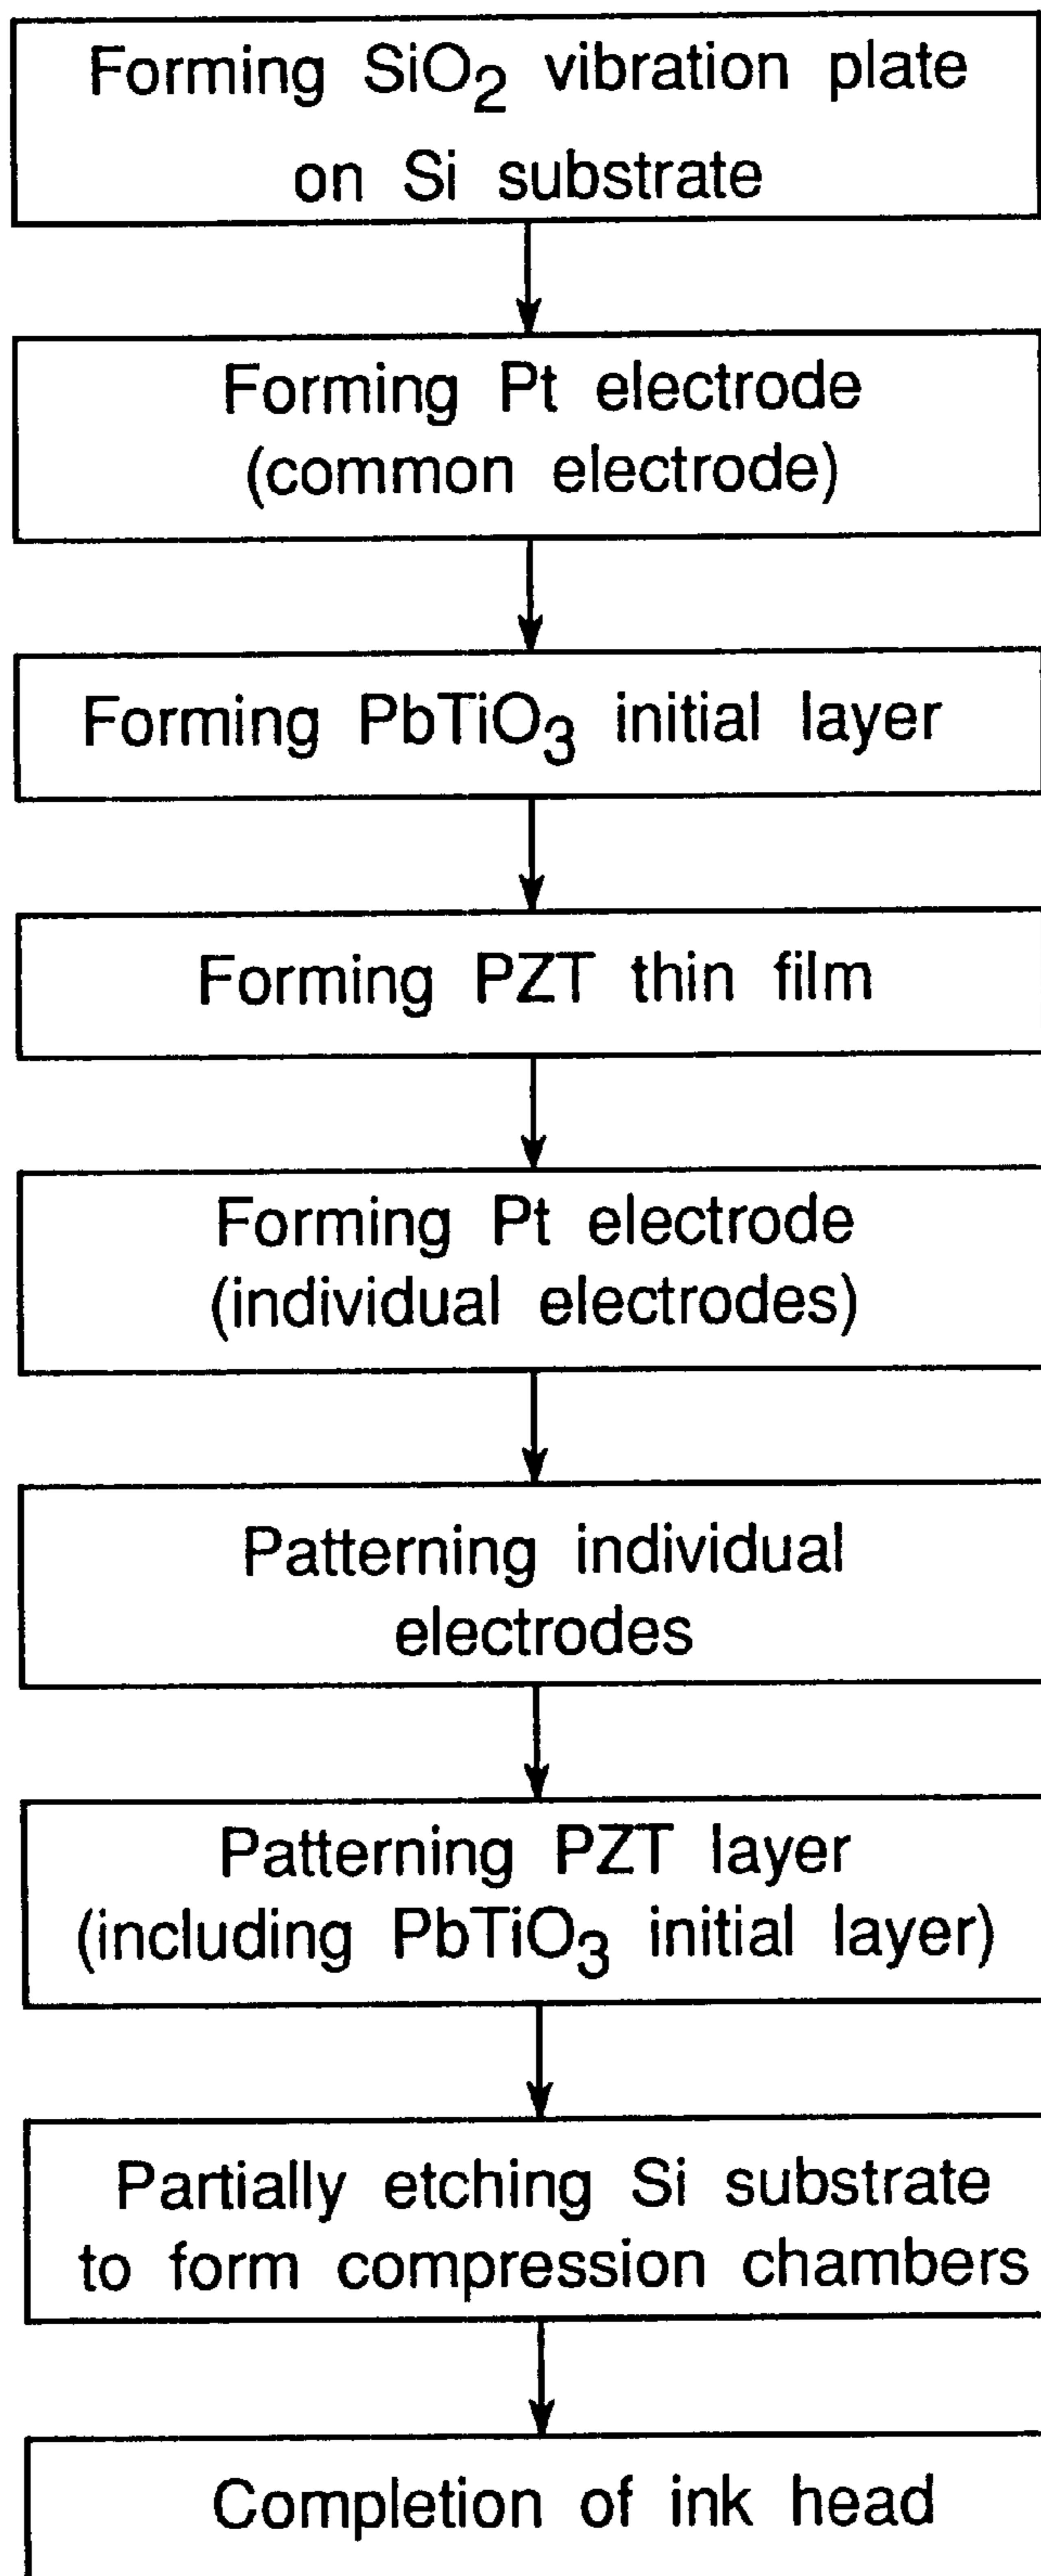 Forming SiO₂ vibration plate
on Si substrate
Forming Pt electrode
(common electrode)
Forming PbTiO₃ initial layer
Forming PZT thin film
Forming Pt electrode
(individual electrodes)
Patterning individual
electrodes
Patterning PZT layer
(including PbTiO₃ initial layer)
Partially etching Si substrate
to form compression chambers
Completion of ink head